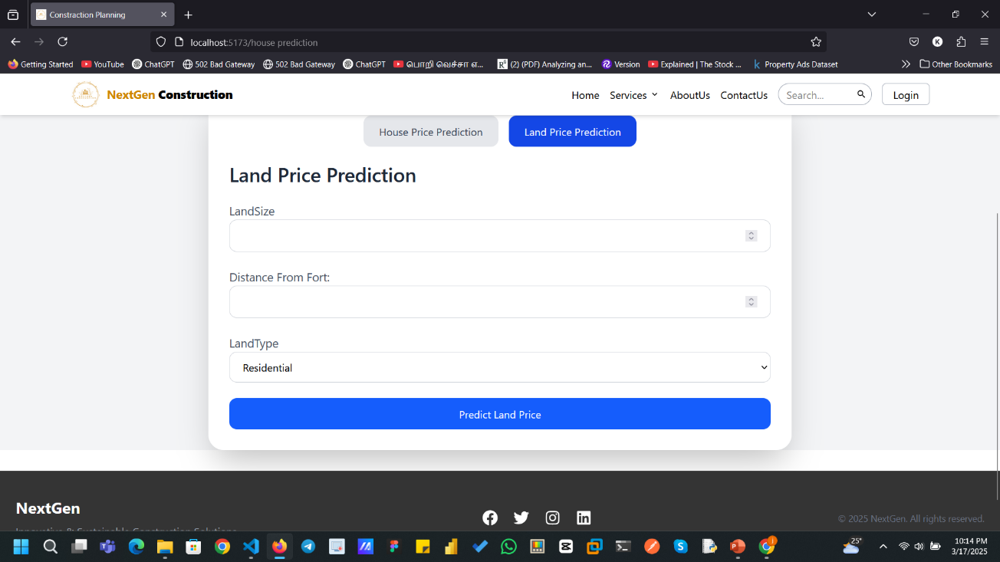 Constraction Planning
localhost:5173/house prediction
Getting Started
YouTube
ChatGPT
502 Bad Gateway
502 Bad Gateway
ChatGPT
பொறி வெச்சா எ...
(2) (PDF) Analyzing an...
Version
Explained | The Stock ...
Property Ads Dataset
Other Bookmarks
NextGen Construction
Home
Services
AboutUs
ContactUs
Search...
Login
House Price Prediction
Land Price Prediction
Land Price Prediction
LandSize
Distance From Fort:
LandType
Residential
Predict Land Price
NextGen
Innovative & Sustainable Construction Solutions
© 2025 NextGen. All rights reserved.
25°
10:14 PM
3/17/2025